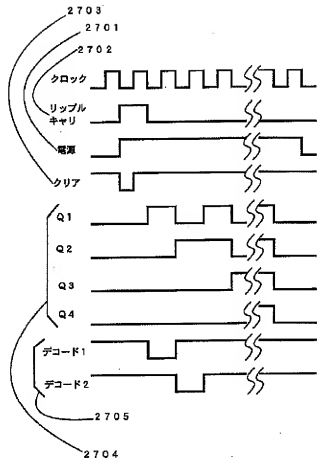 2703
2701
2702
クロック
リップル
キャリ
電源
クリア
Q1
Q2
Q3
Q4
デコード1
デコード2
2705
2704